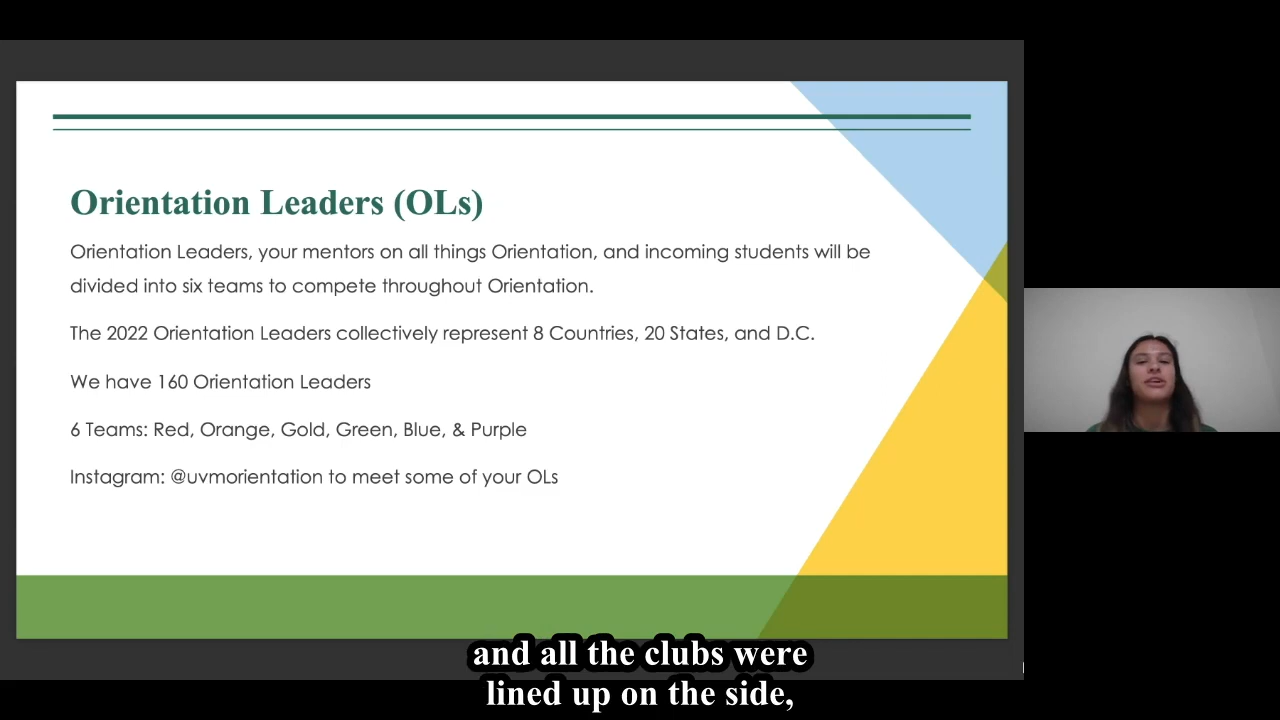 Orientation Leaders (OLs)
Orientation Leaders, your mentors on all things Orientation, and incoming students will be
divided into six teams to compete throughout Orientation.
The 2022 Orientation Leaders collectively represent 8 Countries, 20 States, and D.C.
We have 160 Orientation Leaders
6 Teams: Red, Orange, Gold, Green, Blue, & Purple
Instagram: @uvmorientation to meet some of your OLs
and all the clubs were
lined up on the side,